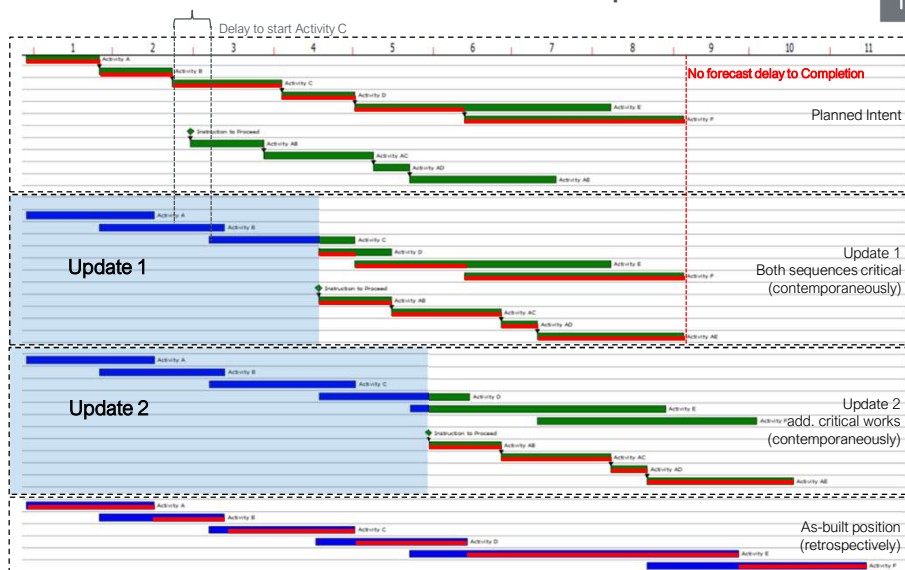 1
Delay to start Activity C
1 2 3 4 5 6 7 8 9 10 11
Activity A
Activity B
Activity C
Activity D
Activity E
Activity F
No forecast delay to Completion
Planned Intent
Instruction to Proceed
Activity AB
Activity AC
Activity AD
Activity AE
Activity A
Activity B
Activity C
Activity D
Activity E
Activity F
Update 1
Update 1
Both sequences critical
(contemporaneously)
Instruction to Proceed
Activity AB
Activity AC
Activity AD
Activity AE
Activity A
Activity B
Activity C
Activity D
Activity E
Update 2
Update 2
add. critical works
(contemporaneously)
Instruction to Proceed
Activity AB
Activity AC
Activity AD
Activity AE
Activity A
Activity B
Activity C
Activity D
Activity E
Activity F
As-built position
(retrospectively)